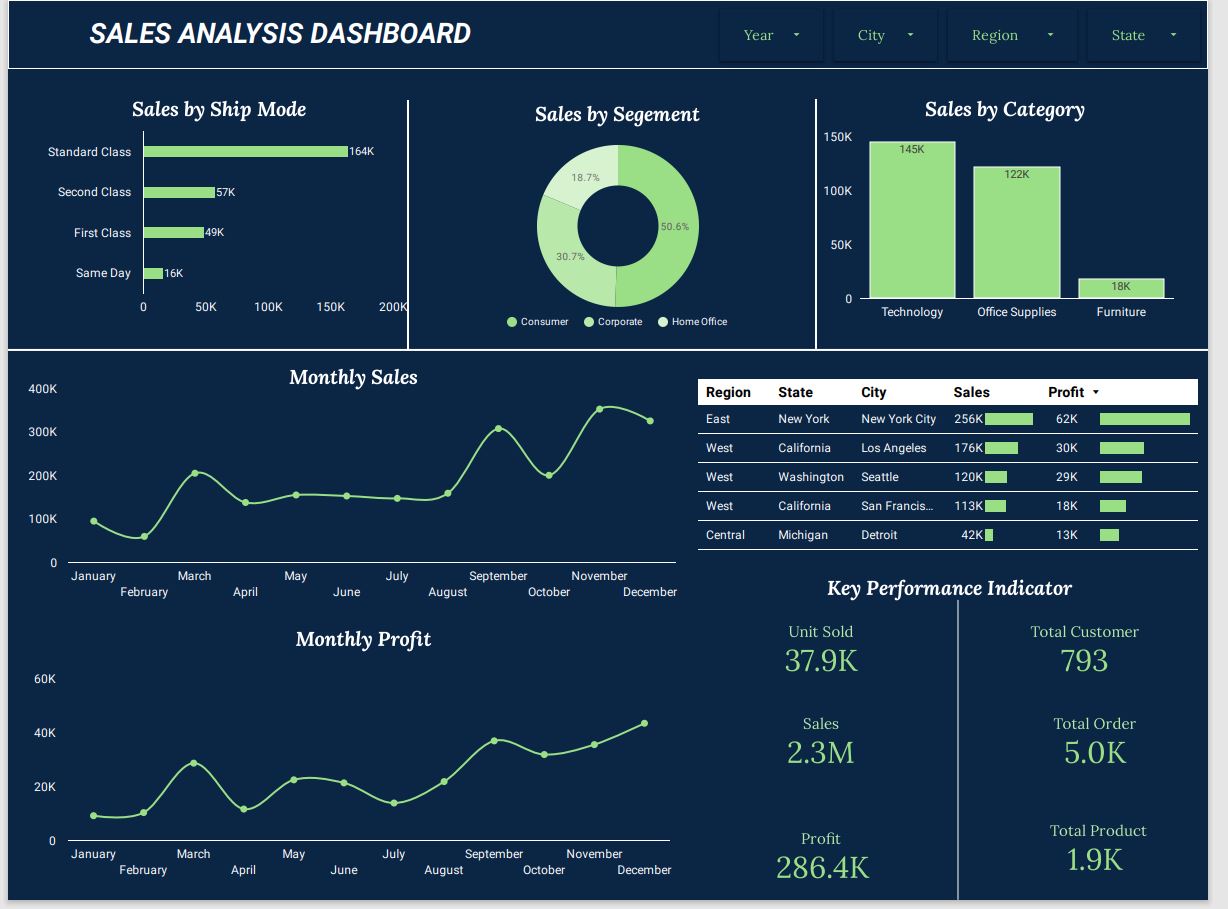 SALES ANALYSIS DASHBOARD
Year City Region State
Sales by Ship Mode
Standard Class 164K
Second Class 57K
First Class 49K
Same Day 16K
0 50K 100K 150K 200K
Sales by Segement
18.7%
50.6%
30.7%
Consumer Corporate Home Office
Sales by Category
150K
100K
50K
0
145K
122K
18K
Technology Office Supplies Furniture
Monthly Sales
400K
300K
200K
100K
0
January March May July September November
February April June August October December
Region State City Sales Profit
East New York New York City 256K 62K
West California Los Angeles 176K 30K
West Washington Seattle 120K 29K
West California San Francis... 113K 18K
Central Michigan Detroit 42K 13K
Monthly Profit
60K
40K
20K
0
January March May July September November
February April June August October December
Key Performance Indicator
Unit Sold
37.9K
Total Customer
793
Sales
2.3M
Total Order
5.0K
Profit
286.4K
Total Product
1.9K